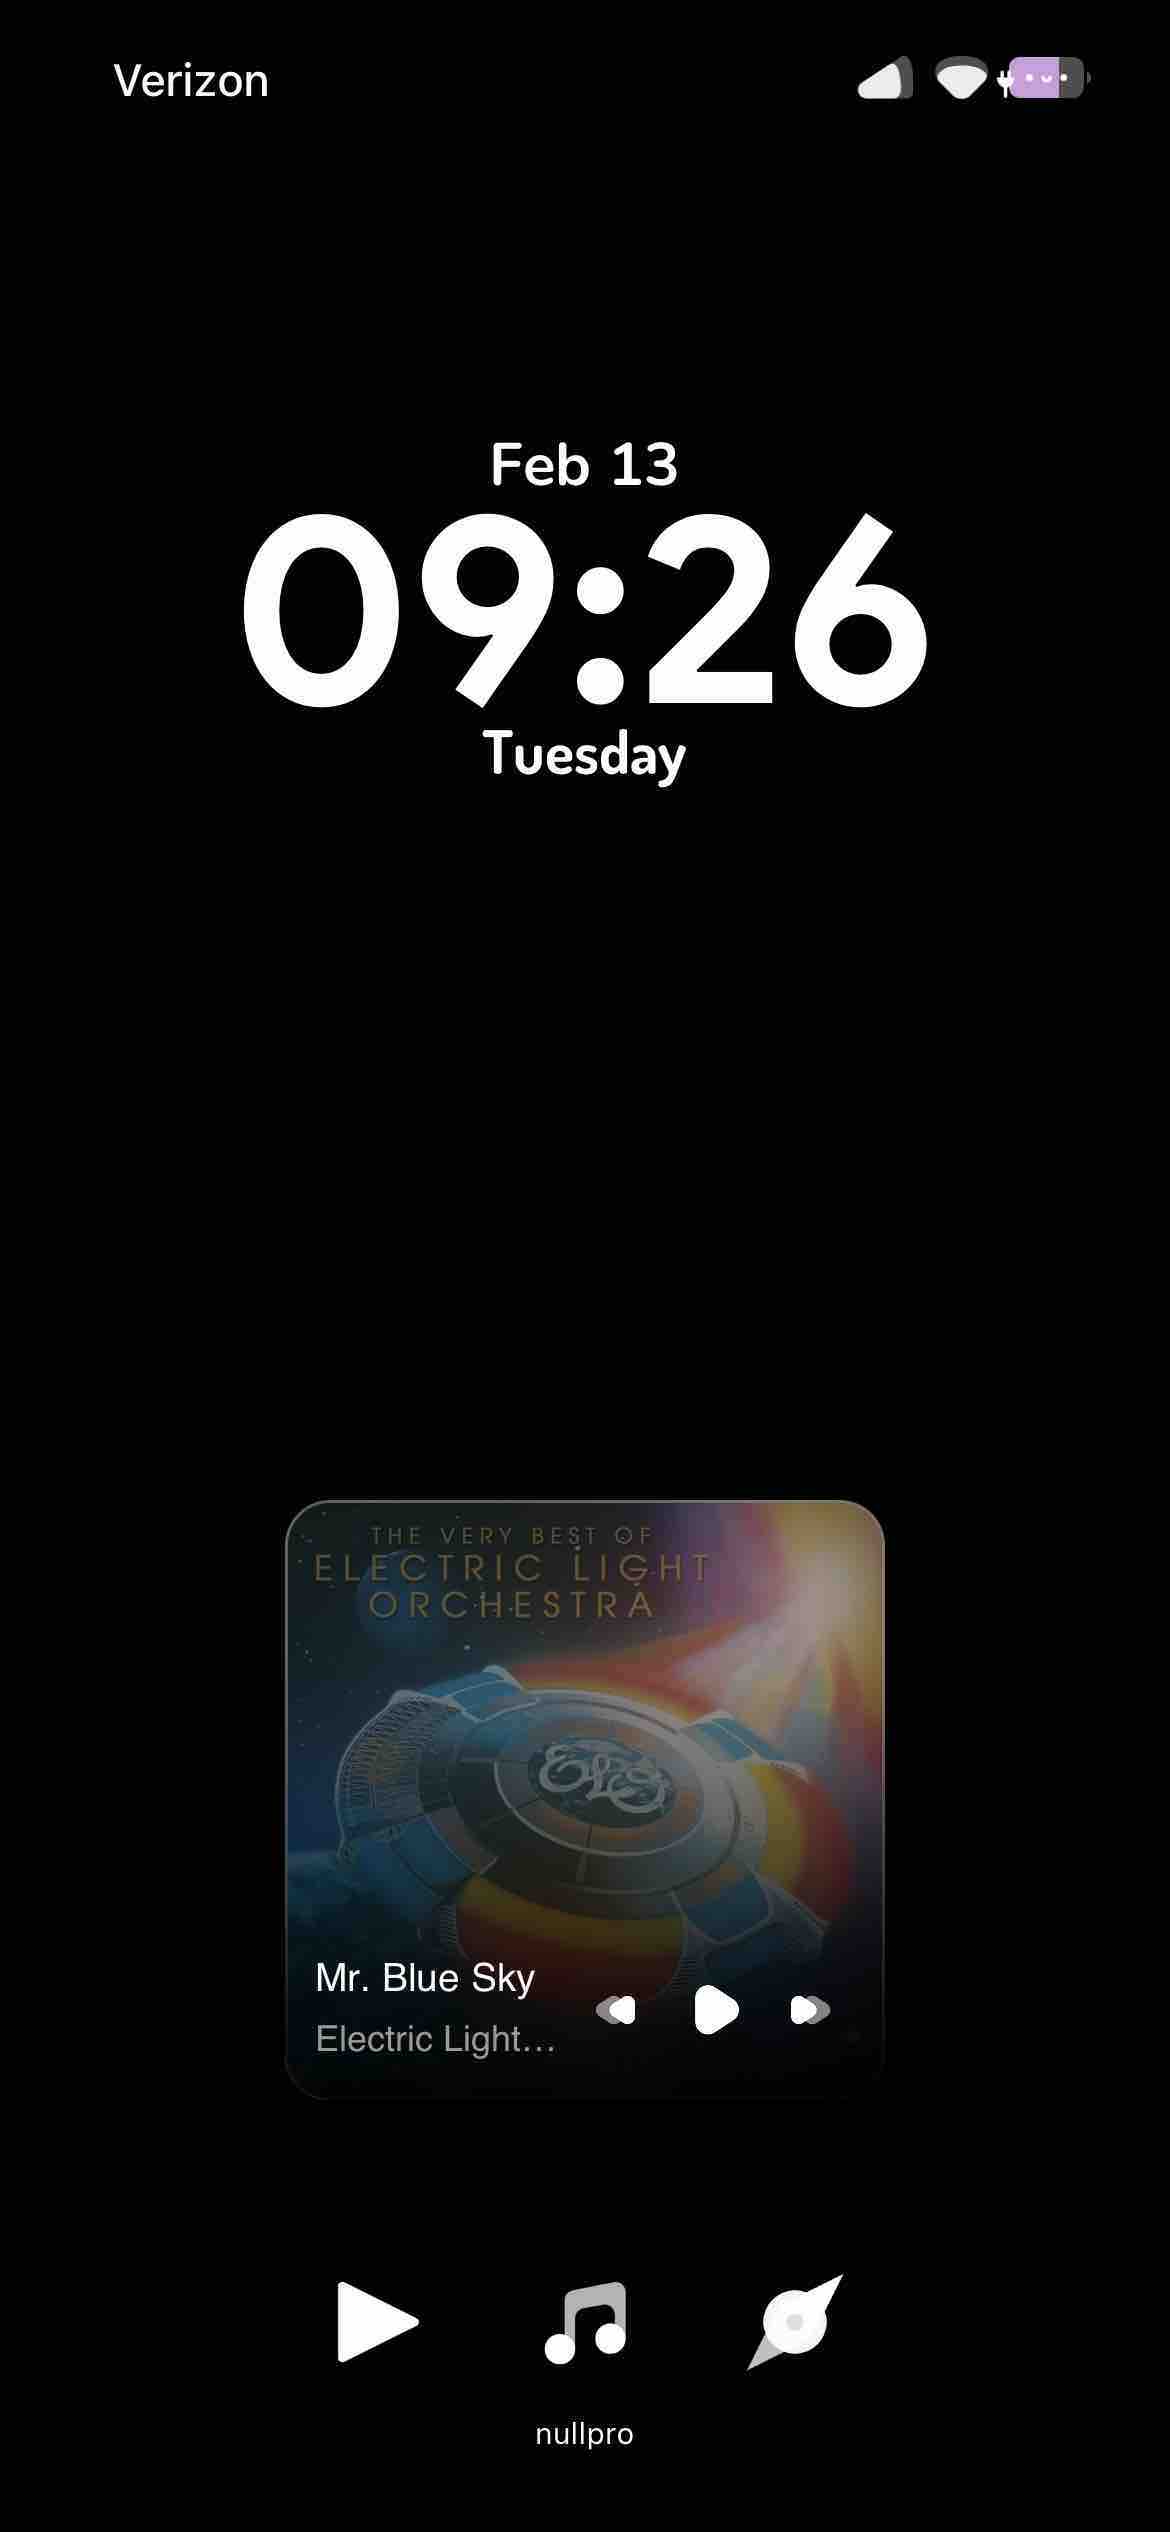 Verizon
Feb 13
09:26
Tuesday
THE VERY BEST OF
ELECTRIC LIGHT
ORCHESTRA
ELO
Mr. Blue Sky
Electric Light...
nullpro